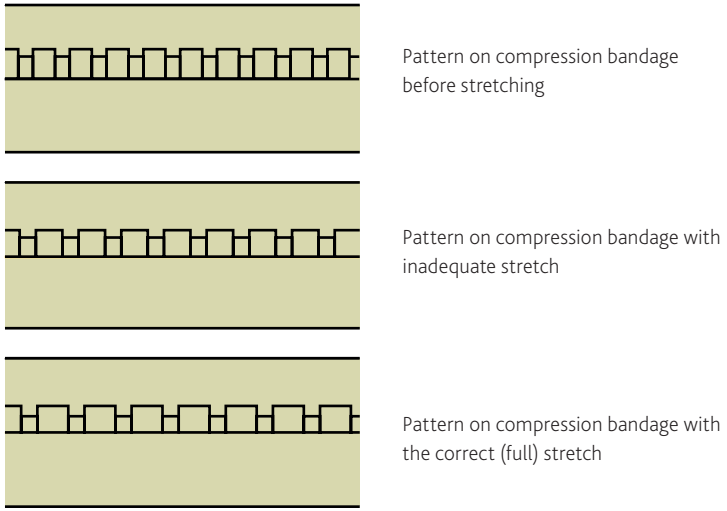 Pattern on compression bandage
before stretching
Pattern on compression bandage with
inadequate stretch
Pattern on compression bandage with
the correct (full) stretch